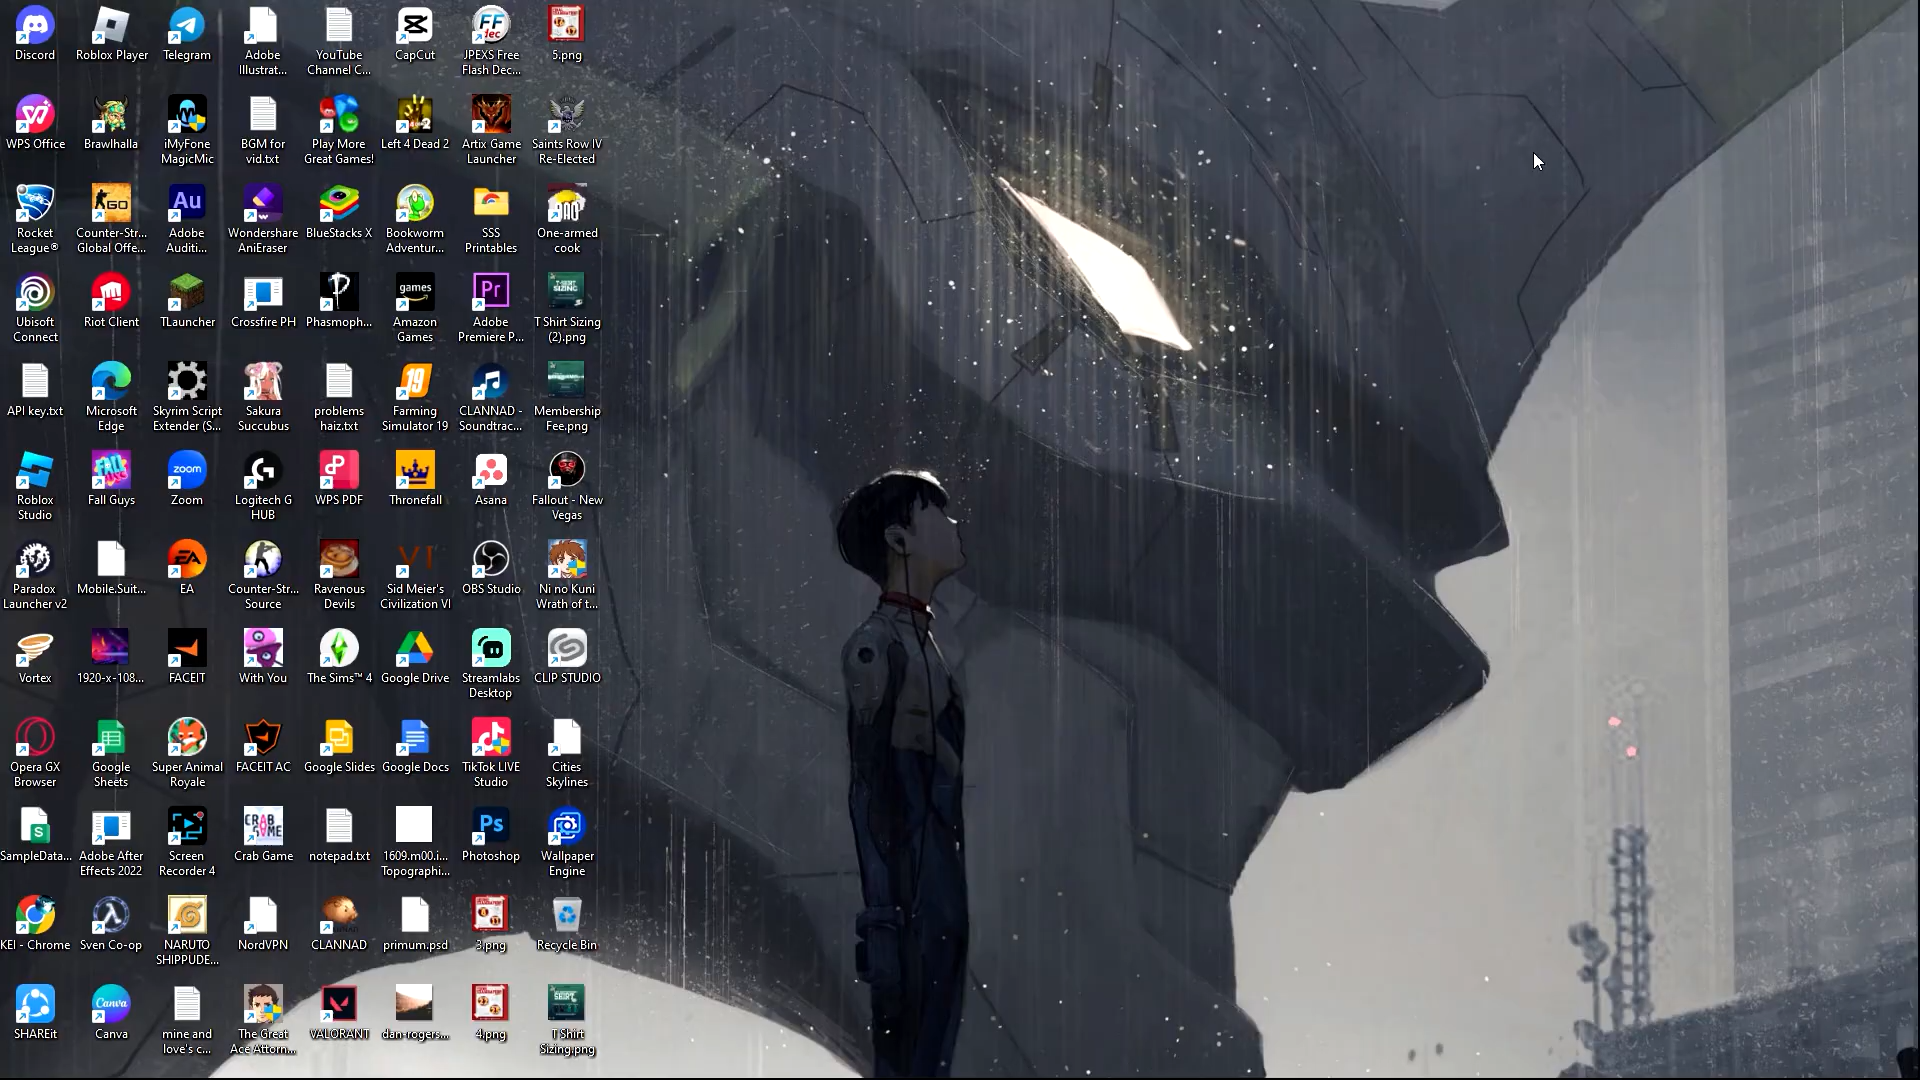 Discord
Roblox Player
Telegram
Adobe
Illustrat...
YouTube
Channel C...
CapCut
JPEXS Free
Flash Dec...
5.png
WPS Office
Brawlhalla
iMyFone
MagicMic
BGM for
vid.txt
Play More
Great Games!
Left 4 Dead 2
Artix Game
Launcher
Saints Row IV
Re-Elected
Rocket
League®
Counter-Str...
Global Offe...
Adobe
Auditi...
Wondershare
AniEraser
BlueStacks X
Bookworm
Adventur...
SSS
Printables
One-armed
cook
Ubisoft
Connect
Riot Client
TLauncher
Crossfire PH
Phasmoph...
Amazon
Games
Adobe
Premiere P...
T Shirt Sizing
(2).png
API key.txt
Microsoft
Edge
Skyrim Script
Extender (S...
Sakura
Succubus
problems
haiz.txt
Farming
Simulator 19
CLANNAD -
Soundtrac...
Membership
Fee.png
Roblox
Studio
Fall Guys
Zoom
Logitech G
HUB
WPS PDF
Thronefall
Asana
Fallout - New
Vegas
Paradox
Launcher v2
Mobile.Suit...
EA
Counter-Str...
Source
Ravenous
Devils
Sid Meier's
Civilization VI
OBS Studio
Ni no Kuni
Wrath of t...
Vortex
1920-x-108...
FACEIT
With You
The Sims™ 4
Google Drive
Streamlabs
Desktop
CLIP STUDIO
Opera GX
Browser
Google
Sheets
Super Animal
Royale
FACEIT AC
Google Slides
Google Docs
TikTok LIVE
Studio
Cities
Skylines
SampleData...
Adobe After
Effects 2022
Screen
Recorder 4
Crab Game
notepad.txt
1609.m00.i...
Topographi...
Photoshop
Wallpaper
Engine
KEI - Chrome
Sven Co-op
NARUTO
SHIPPUDE...
NordVPN
CLANNAD
primum.psd
3.png
Recycle Bin
SHAREit
Canva
mine and
love's c...
The Great
Ace Attorn...
VALORANT
dan-rogers...
4.png
T Shirt
Sizing.png